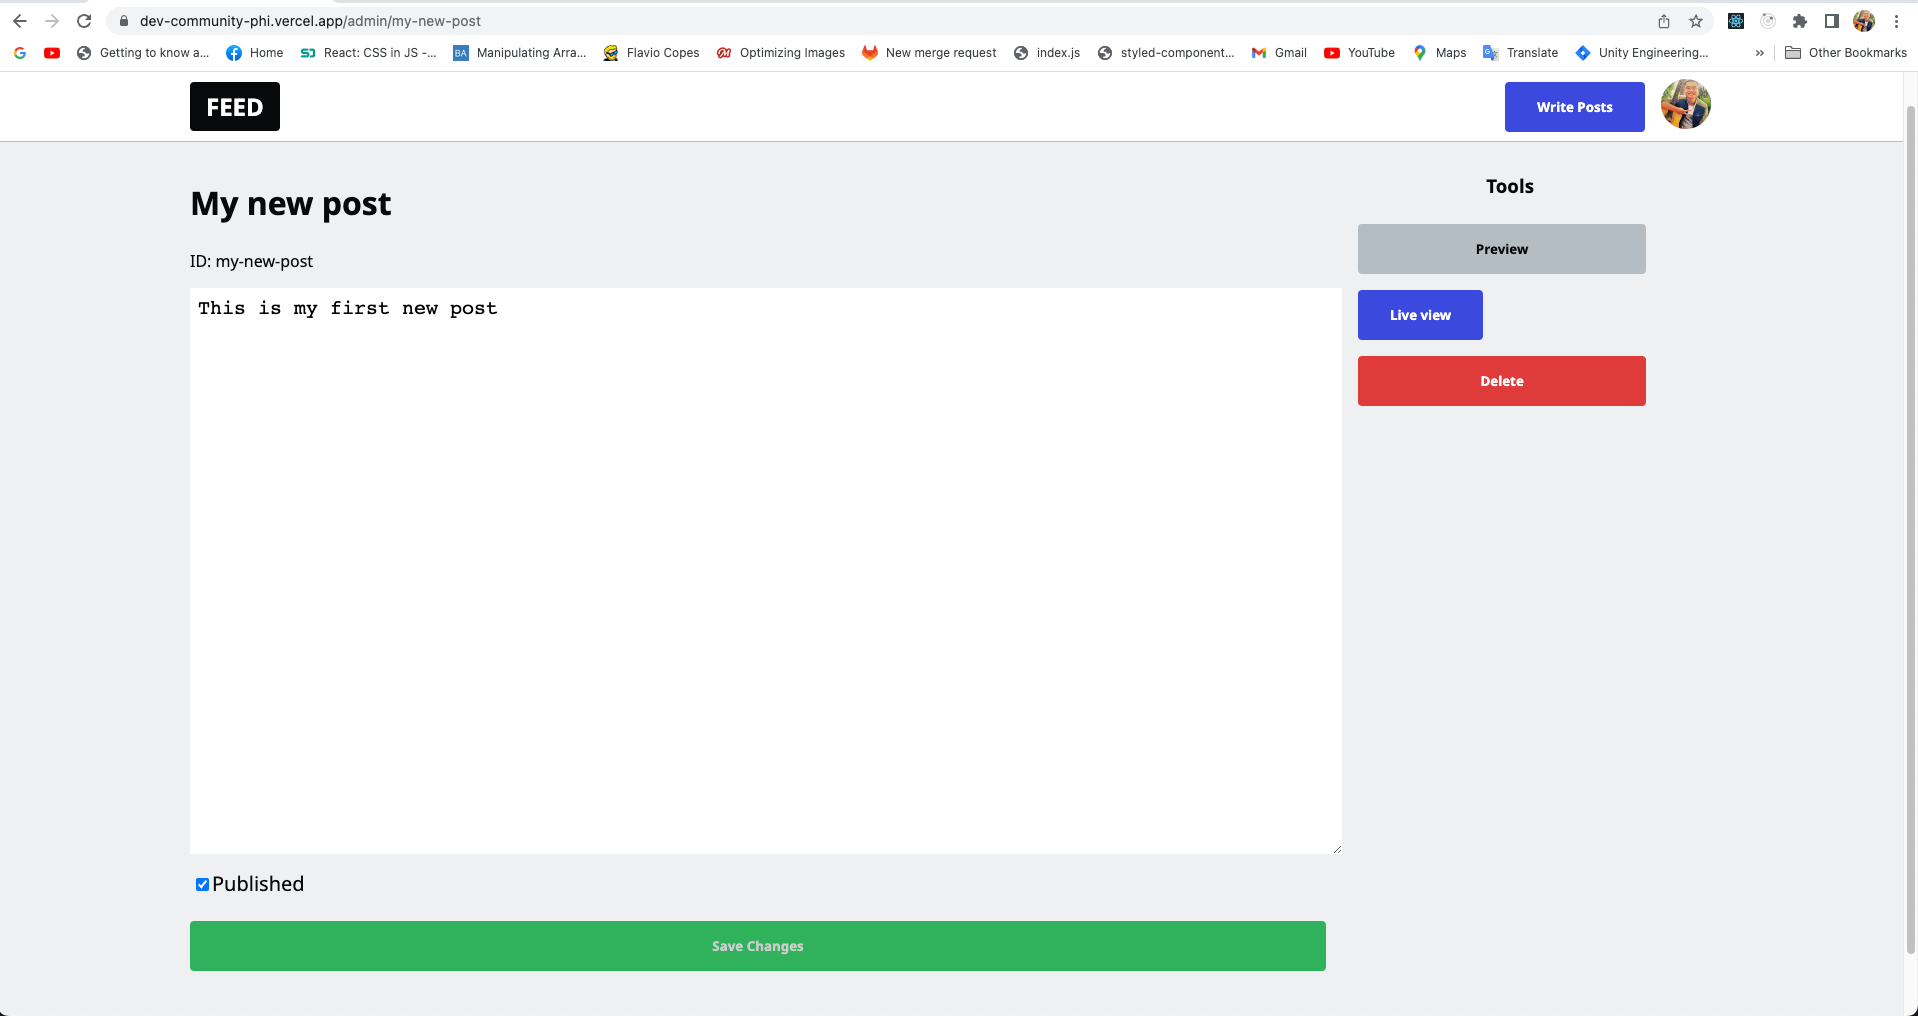 dev-community-phi.vercel.app/admin/my-new-post
Getting to know a... Home React: CSS in JS -... BA Manipulating Arra... Flavio Copes Optimizing Images New merge request index.js styled-component... Gmail YouTube Maps Translate Unity Engineering... » Other Bookmarks
FEED Write Posts
My new post
Tools
ID: my-new-post
Preview
This is my first new post
Live view
Delete
Published
Save Changes